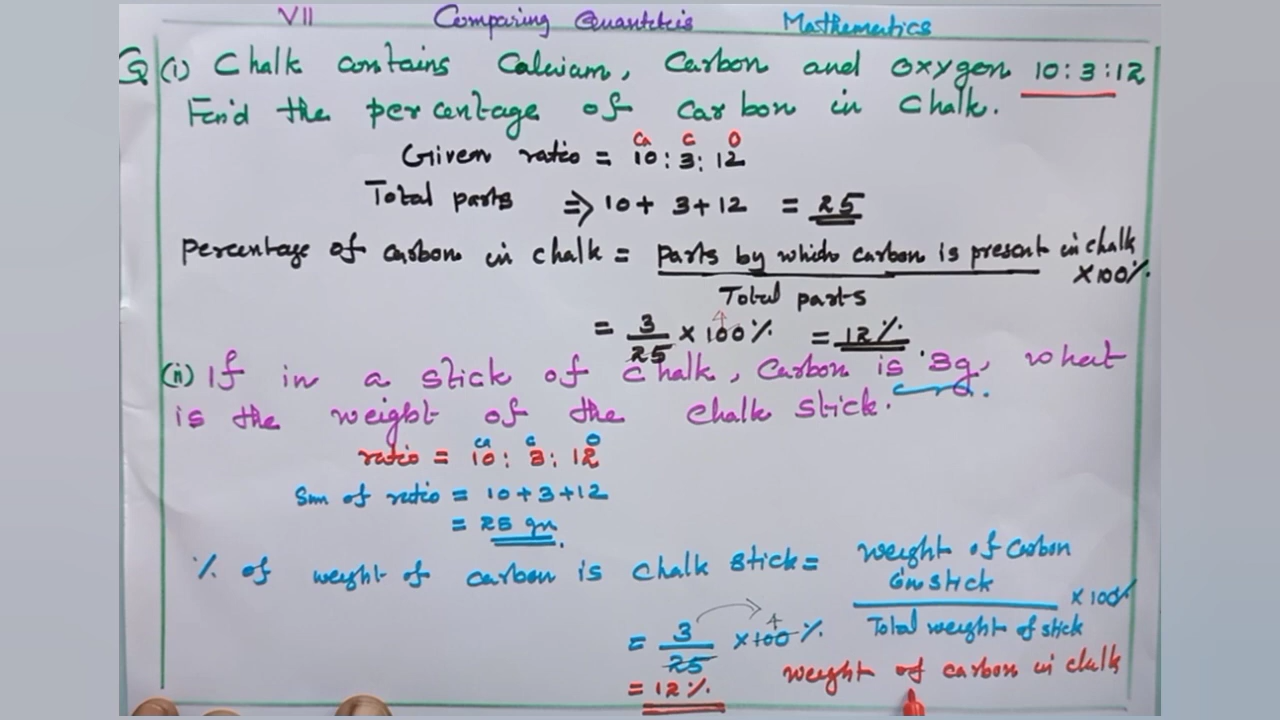 VII Comparing Quantiteis Mathematics
Q (i) Chalk contains Calcium, Carbon and oxygen 10:3:12
Find the percentage of carbon in chalk.
Ca C O
Given ratio = 10:3:12
Total parts ⇒ 10+ 3+12 = 25
Percentage of carbon in chalk = Parts by which carbon is present in chalk
×100%
Total parts
4
= 3/25 × 100% = 12%.
(ii) If in a stick of chalk, Carbon is 3g, what
is the weight of the chalk stick.
Ca C O
ratio = 10:3:12
Sum of ratio = 10+3+12
= 25 gm.
% of weight of carbon is chalk stick = weight of Carbon
in stick
× 100%
Total weight of stick
4
= 3/25 ×100%
= 12%
weight of carbon in chalk